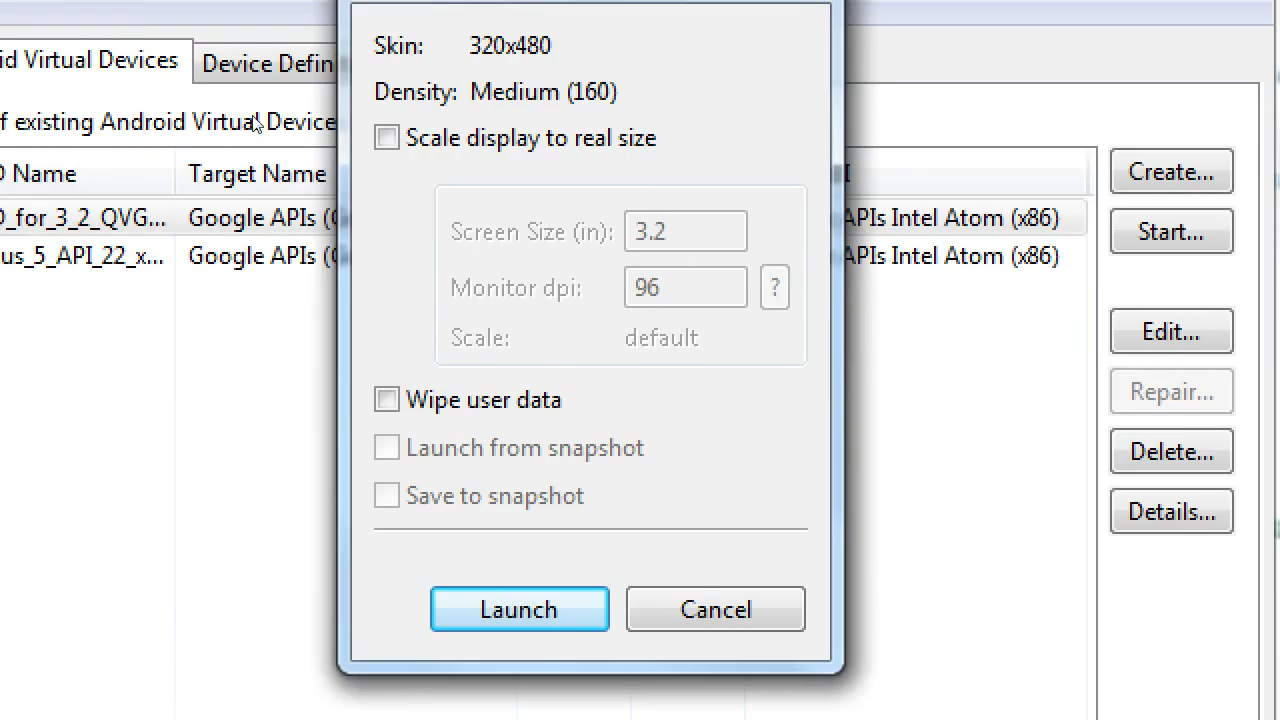 Skin: 320x480
id Virtual Devices Device Defin
Density: Medium (160)
f existing Android Virtual Device
Scale display to real size
Name Target Name
Create...
_for_3_2_QVG... Google APIs ( APIs Intel Atom (x86)
Screen Size (in): 3.2
Start...
us_5_API_22_x... Google APIs ( APIs Intel Atom (x86)
Monitor dpi: 96 ?
Scale: default
Edit...
Wipe user data
Repair...
Launch from snapshot
Delete...
Save to snapshot
Details...
Launch Cancel